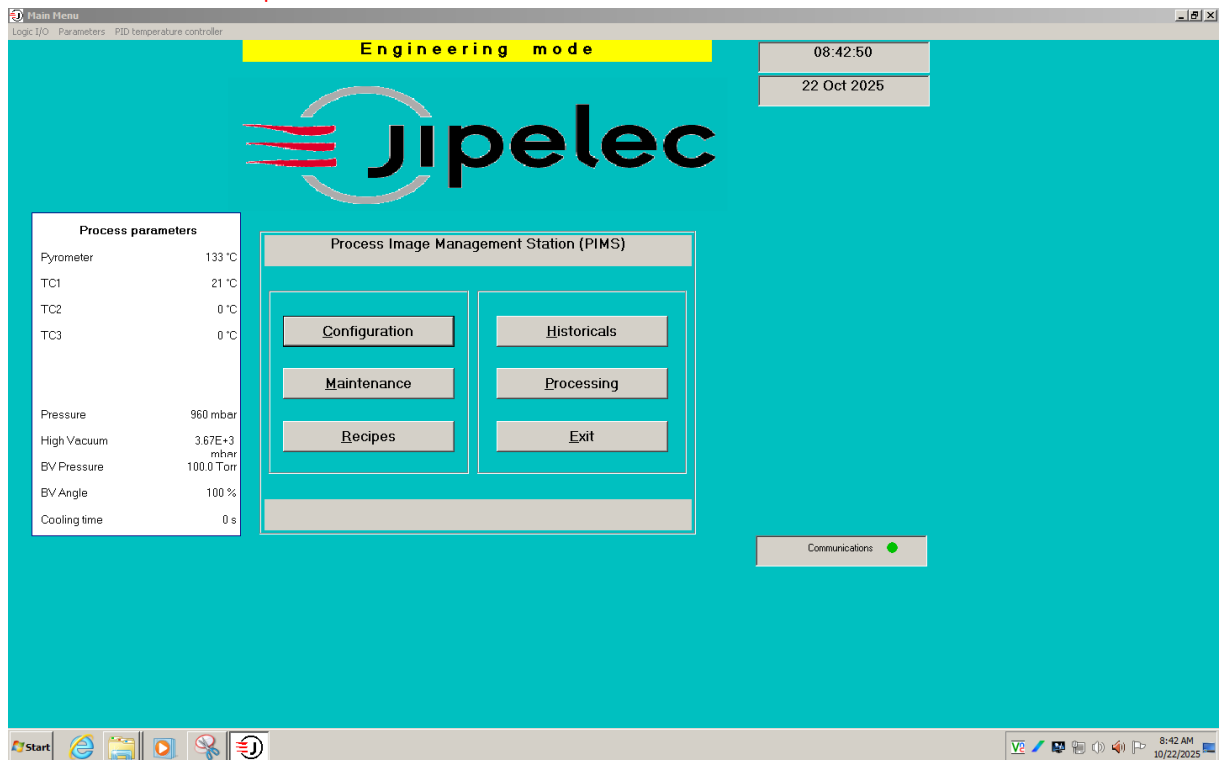 Main Menu
Logic I/O Parameters PID temperature controller
Engineering mode
08:42:50
22 Oct 2025
Jipelec
Process parameters
Pyrometer 133 °C
TC1 21 °C
TC2 0 °C
TC3 0 °C
Pressure 960 mbar
High Vacuum 3.67E+3
mbar
BV Pressure 100.0 Torr
BV Angle 100 %
Cooling time 0 s
Process Image Management Station (PIMS)
Configuration Historicals
Maintenance Processing
Recipes Exit
Communications
Start
8:42 AM
10/22/2025